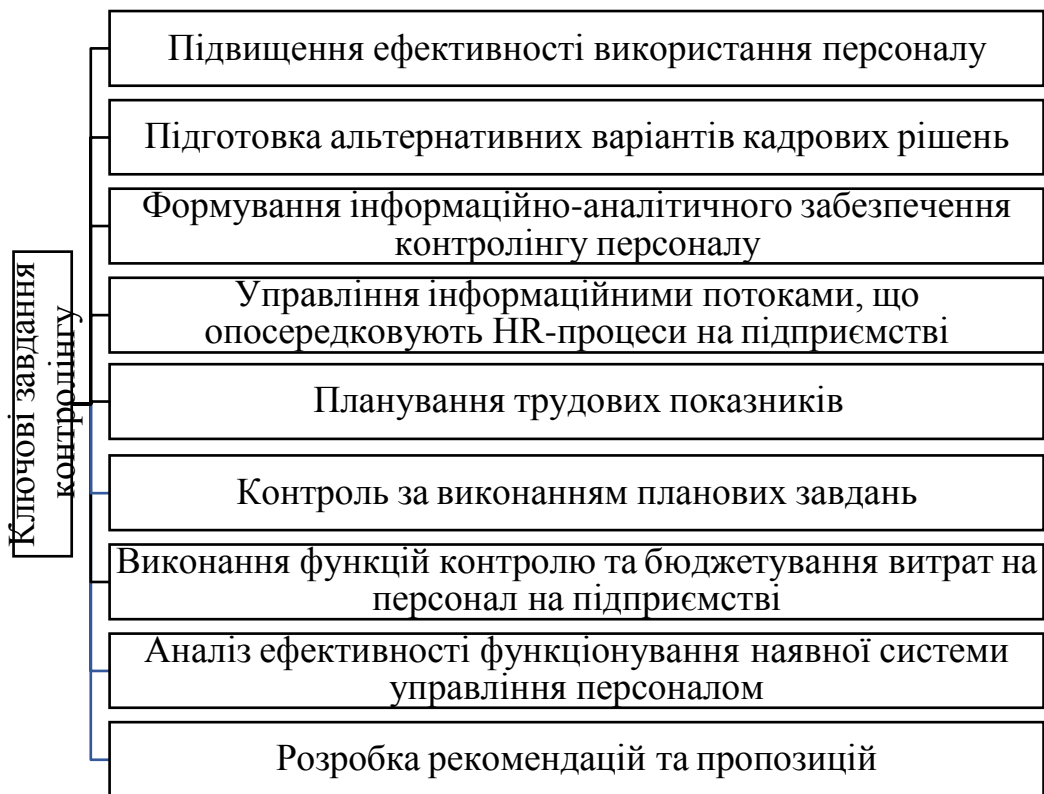 Ключові завдання
контролінгу
Підвищення ефективності використання персоналу
Підготовка альтернативних варіантів кадрових рішень
Формування інформаційно-аналітичного забезпечення
контролінгу персоналу
Управління інформаційними потоками, що
опосередковують HR-процеси на підприємстві
Планування трудових показників
Контроль за виконанням планових завдань
Виконання функцій контролю та бюджетування витрат на
персонал на підприємстві
Аналіз ефективності функціонування наявної системи
управління персоналом
Розробка рекомендацій та пропозицій